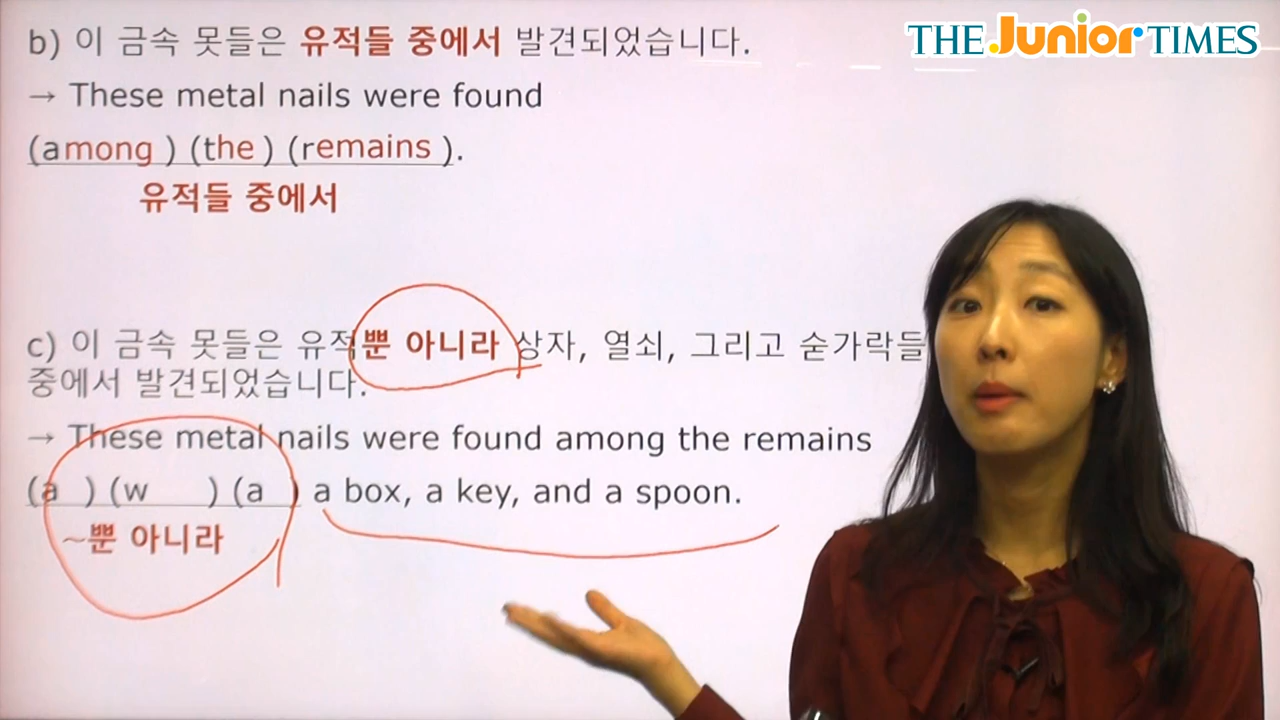 THE Junior TIMES
b) 이 금속 못들은 유적들 중에서 발견되었습니다.
→ These metal nails were found
(among ) (the ) (remains ).
유적들 중에서
c) 이 금속 못들은 유적뿐 아니라 상자, 열쇠, 그리고 숟가락들
중에서 발견되었습니다.
→ These metal nails were found among the remains
(a ) (w ) (a ) a box, a key, and a spoon.
~뿐 아니라